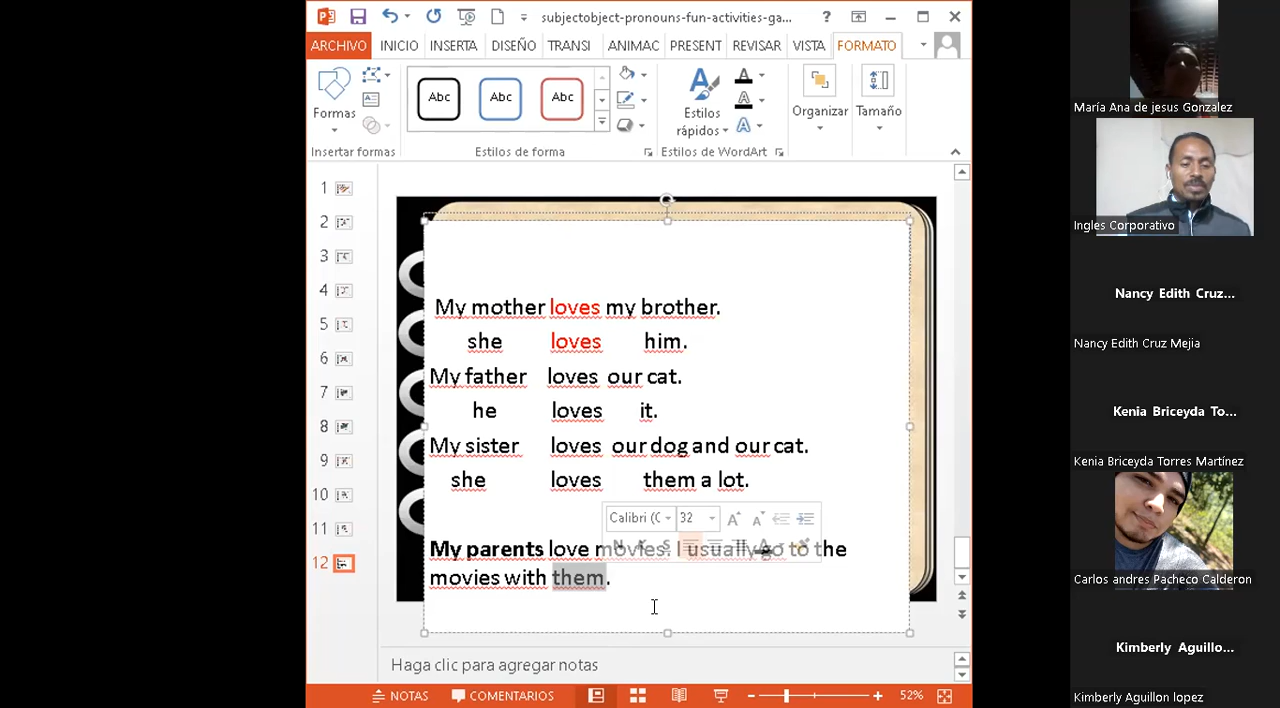 subjectobject-pronouns-fun-activities-ga...
?
ARCHIVO INICIO INSERTA DISEÑO TRANSI ANIMAC PRESENT REVISAR VISTA FORMATO
Formas
Abc Abc Abc
Estilos rápidos
Organizar
Tamaño
Insertar formas
Estilos de forma
Estilos de WordArt
1
2
3
4
5
6
7
8
9
10
11
12
My mother loves my brother.
she loves him.
My father loves our cat.
he loves it.
My sister loves our dog and our cat.
she loves them a lot.
Calibri (C 32
N K S
My parents love movies. I usually go to the
movies with them.
Haga clic para agregar notas
NOTAS COMENTARIOS 52%
María Ana de jesus Gonzalez
Ingles Corporativo
Nancy Edith Cruz...
Nancy Edith Cruz Mejia
Kenia Briceyda To...
Kenia Briceyda Torres Martínez
Carlos andres Pacheco Calderon
Kimberly Aguillo...
Kimberly Aguillon lopez